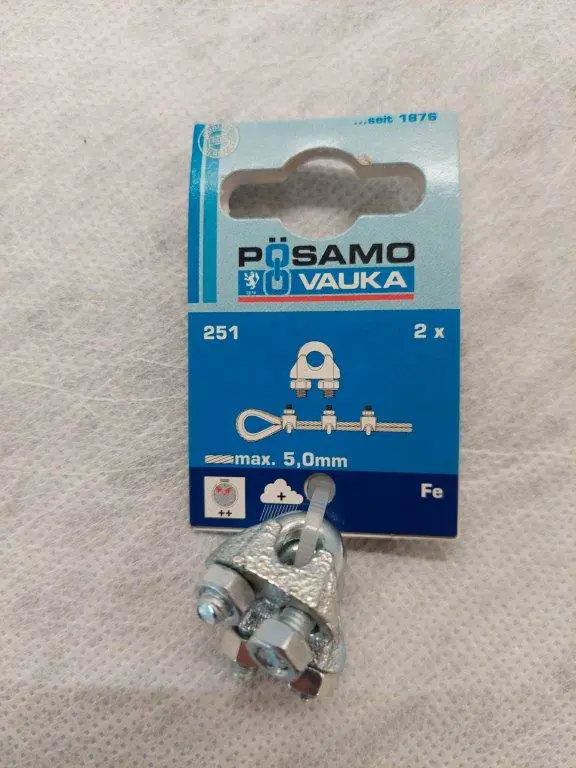 ...seit 1876
PÖSAMO
VAUKA
251
2 x
max. 5,0mm
+
Fe
++